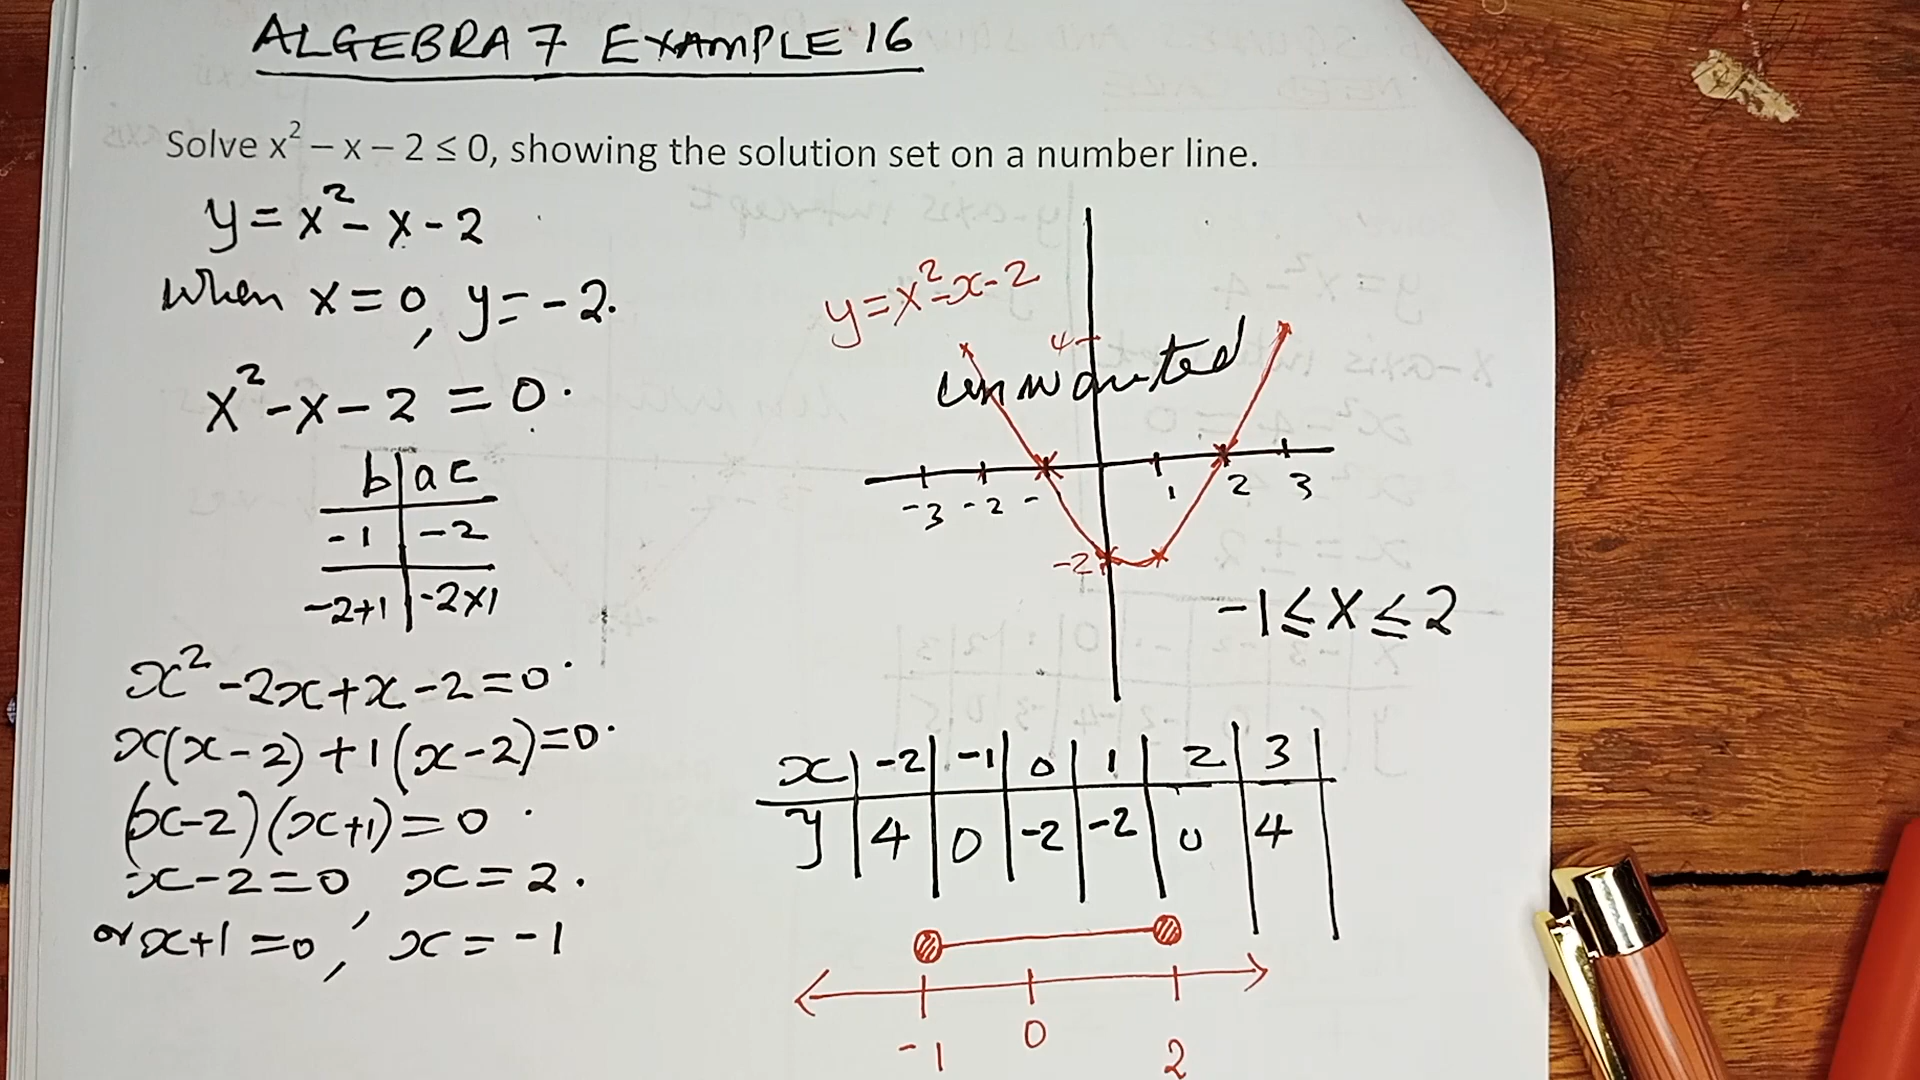 ALGEBRA 7 EXAMPLE 16
Solve x² – x – 2 ≤ 0, showing the solution set on a number line.
y = x² - x - 2
When x = 0, y = -2.
x² - x - 2 = 0.
b | ac
-1 | -2
-2+1 | -2×1
x² - 2x + x - 2 = 0.
x(x-2) + 1(x-2) = 0.
(x-2)(x+1) = 0.
x-2 = 0, x = 2.
or x+1 = 0, x = -1
y = x² - x - 2
4
unwanted
-3 -2 - 1 2 3
-2
-1 ≤ x ≤ 2
x | -2 | -1 | 0 | 1 | 2 | 3 |
y | 4 | 0 | -2 | -2 | 0 | 4
-1 0 2